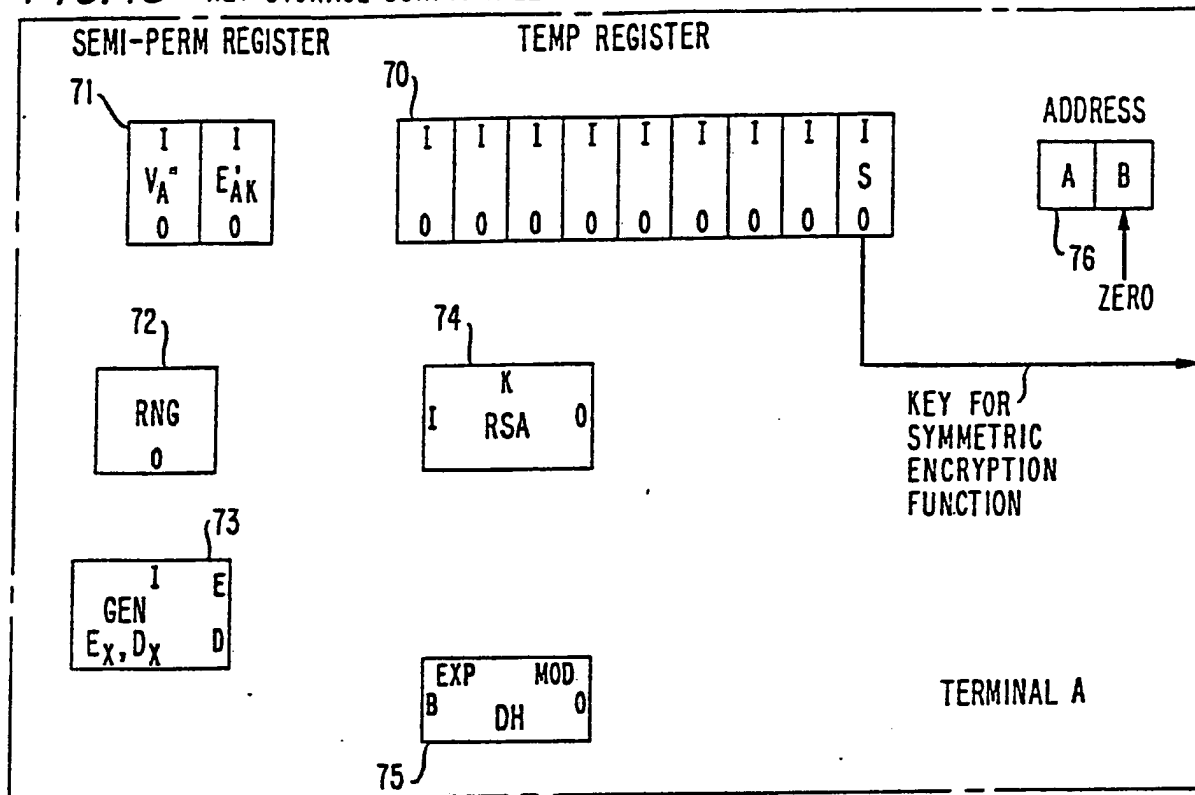 SEMI-PERM REGISTER
TEMP REGISTER
71
I I
V_A" E'_AK
0 0
70
I I I I I I I I I
S
0 0 0 0 0 0 0 0 0
ADDRESS
A B
76
ZERO
72
RNG
0
74
K
I RSA 0
KEY FOR
SYMMETRIC
ENCRYPTION
FUNCTION
73
I E
GEN
E_X, D_X D
EXP MOD
B 0
DH
75
TERMINAL A